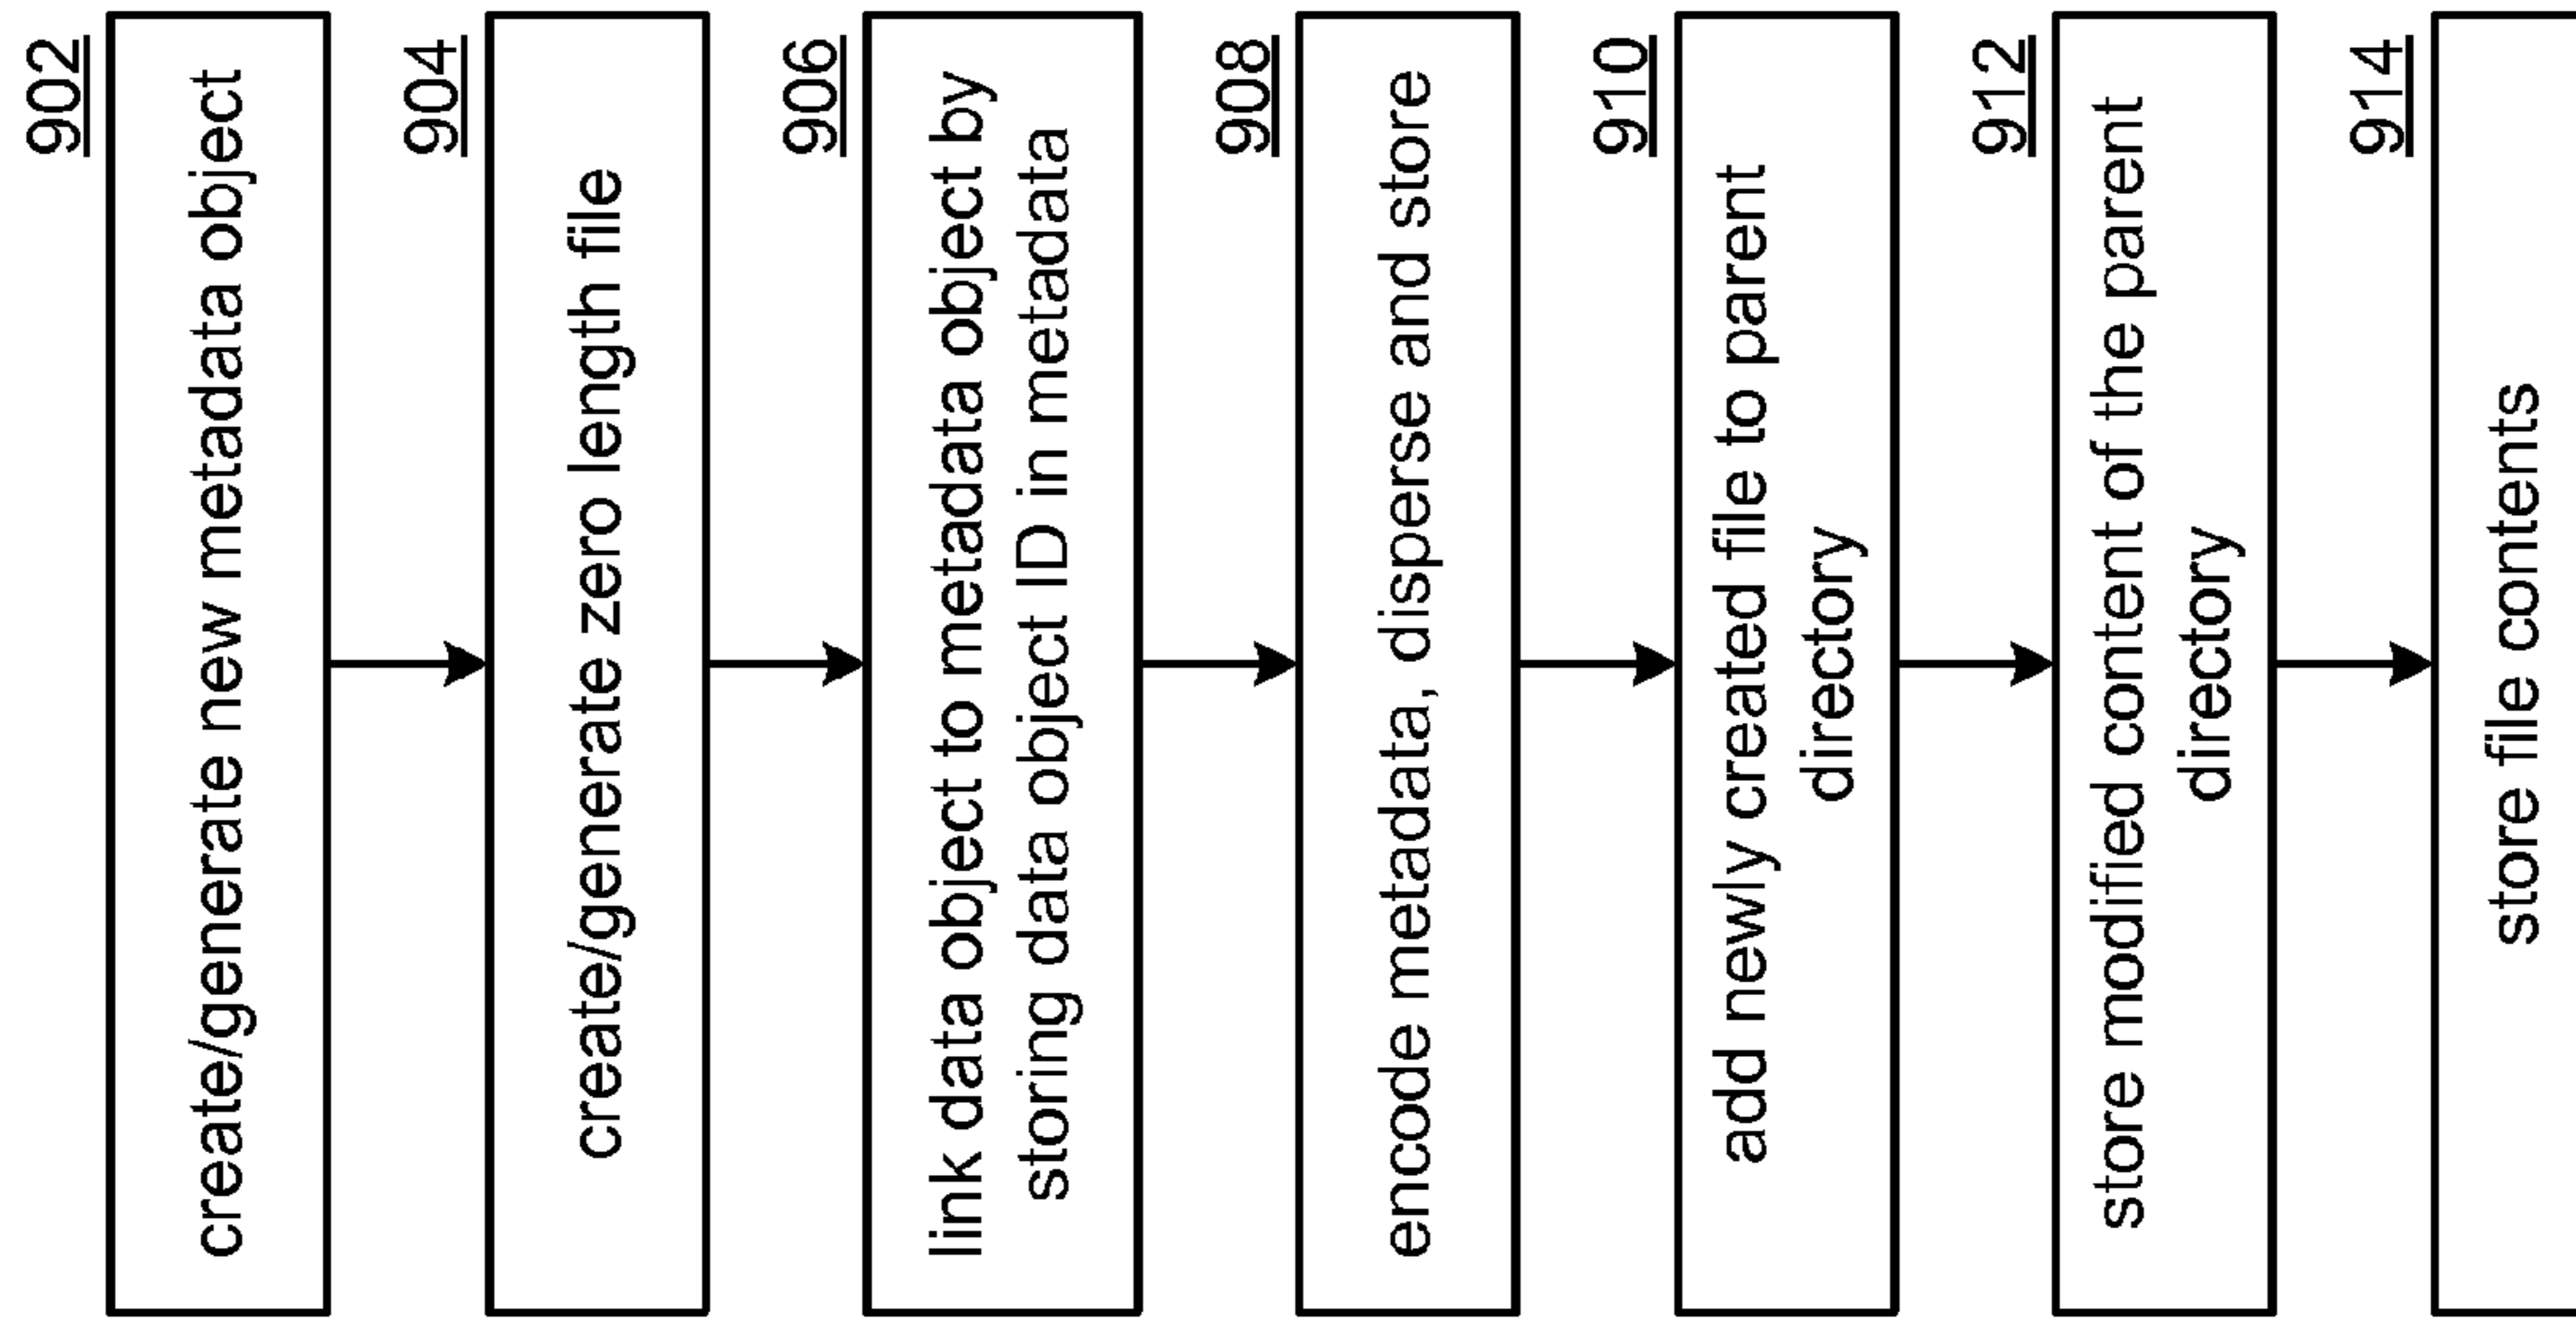 902
create/generate new metadata object
904
create/generate zero length file
906
link data object to metadata object by
storing data object ID in metadata
908
encode metadata, disperse and store
910
add newly created file to parent
directory
912
store modified content of the parent
directory
914
store file contents